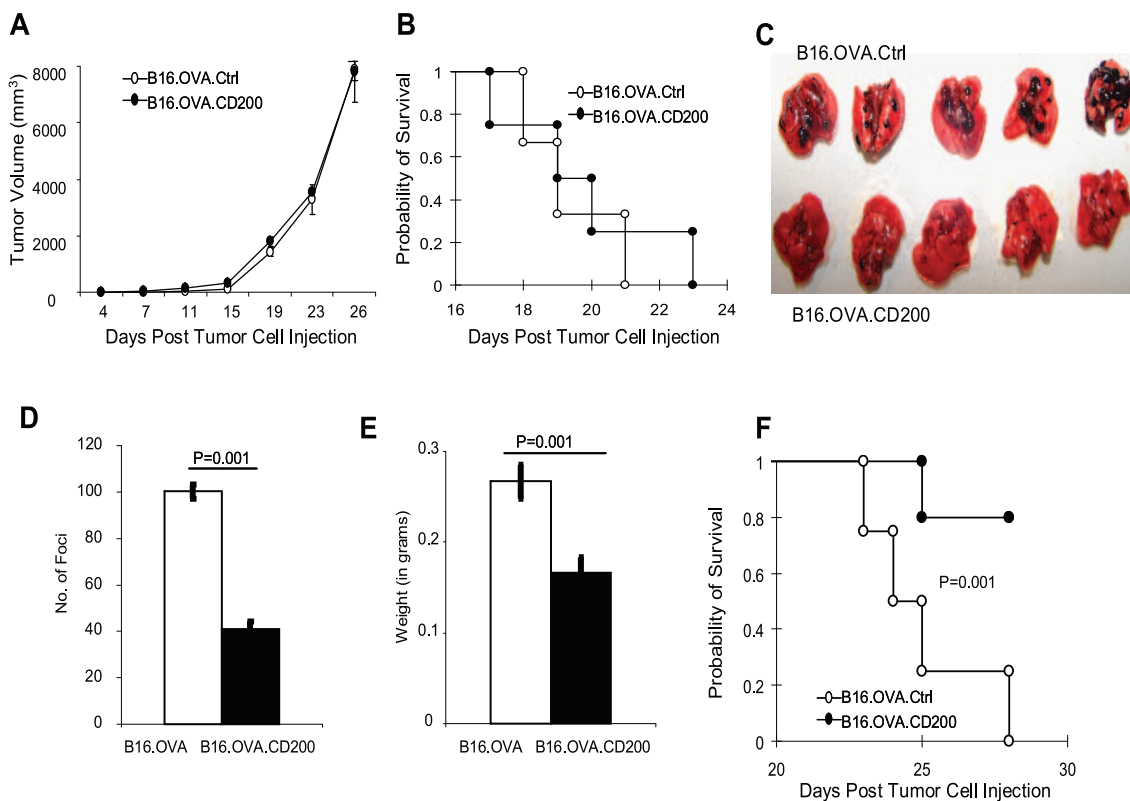 A
Tumor Volume (mm³)
8000
6000
4000
2000
0
B16.OVA.Ctrl
B16.OVA.CD200
4 7 11 15 19 23 26
Days Post Tumor Cell Injection
B
Probability of Survival
1
0.8
0.6
0.4
0.2
0
B16.OVA.Ctrl
B16.OVA.CD200
16 18 20 22 24
Days Post Tumor Cell Injection
C
B16.OVA.Ctrl
B16.OVA.CD200
D
No. of Foci
120
100
80
60
40
20
0
P=0.001
B16.OVA B16.OVA.CD200
E
Weight (in grams)
0.3
0.2
0.1
0
P=0.001
B16.OVA B16.OVA.CD200
F
Probability of Survival
1
0.8
0.6
0.4
0.2
0
P=0.001
B16.OVA.Ctrl
B16.OVA.CD200
20 25 30
Days Post Tumor Cell Injection